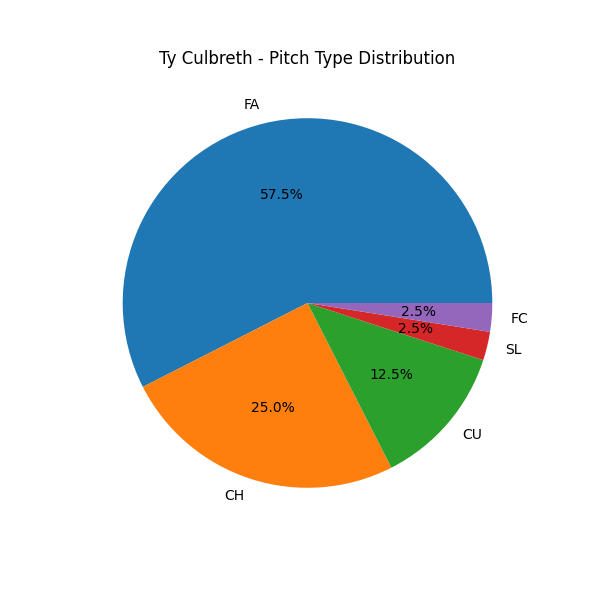 Ty Culbreth - Pitch Type Distribution
FA
57.5%
2.5%
FC
2.5%
SL
12.5%
25.0%
CU
CH